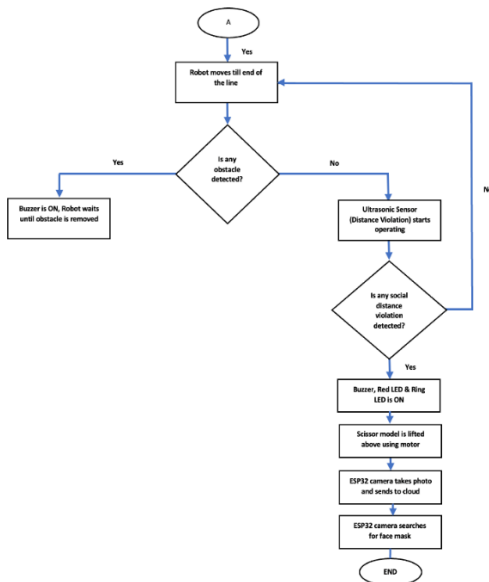 A
Yes
Robot moves till end of
the line
Is any
obstacle
detected?
Yes
No
Buzzer is ON, Robot waits
until obstacle is removed
Ultrasonic Sensor
(Distance Violation) starts
operating
Is any social
distance
violation
detected?
Yes
Buzzer, Red LED & Ring
LED is ON
Scissor model is lifted
above using motor
ESP32 camera takes photo
and sends to cloud
ESP32 camera searches
for face mask
END